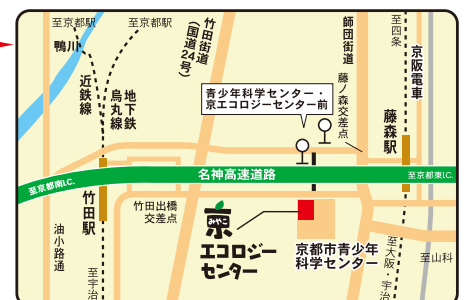 至京都駅
至京都駅
鴨川
竹田街道
(国道24号)
師団街道
至四条
京阪電車
近鉄線
地下鉄
烏丸線
青少年科学センター・
京エコロジーセンター前
藤ノ森交差点
藤森駅
名神高速道路
至京都南I.C.
至京都東I.C.
竹田駅
竹田出橋
交差点
油小路通
至宇治
みやこ
京
エコロジー
センター
京都市青少年
科学センター
至大阪・宇治
至山科